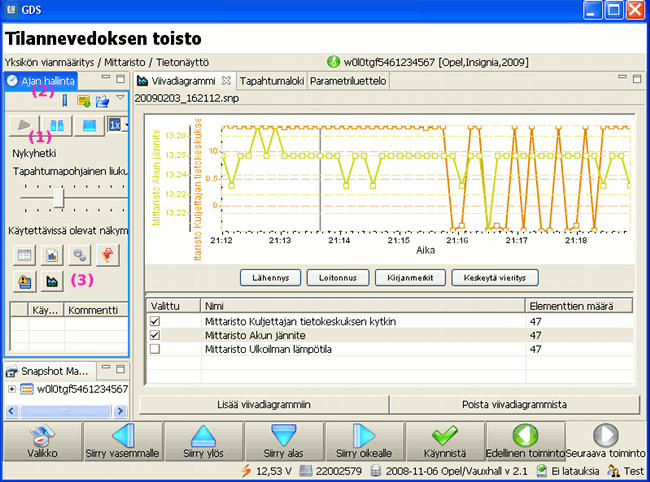 GDS
Tilannevedoksen toisto
Yksikön vianmääritys / Mittaristo / Tietonäyttö
w0l0tgf5461234567 [Opel,Insignia,2009]
Ajan hallinta
(2)
1x
(1)
Nykyhetki
Tapahtumapohjainen liuku
Käytettävissä olevat näkym
(3)
Käy... Kommentti
Snapshot Ma...
w0l0tgf5461234567
Viivadiagrammi Tapahtumaloki Parametriluettelo
20090203_162112.snp
Mittaristo Akun jännite
ttaristo Kuljettajan tietokeskukse
13.26
13.25
13.23
13.22
10
9.5
9
21:12 21:13 21:14 21:15 21:16 21:17 21:18
Aika
Lähennys Loitonnus Kirjanmerkit Keskeytä vieritys
Valittu Nimi Elementtien määrä
Mittaristo Kuljettajan tietokeskuksen kytkin 47
Mittaristo Akun jännite 47
Mittaristo Ulkoilman lämpötila 47
Lisää viivadiagrammiin Poista viivadiagrammista
Valikko Siirry vasemmalle Siirry ylös Siirry alas Siirry oikealle Käynnistä Edellinen toiminto Seuraava toiminto
12,53 V 22002579 2008-11-06 Opel/Vauxhall v 2.1 Ei latauksia Test